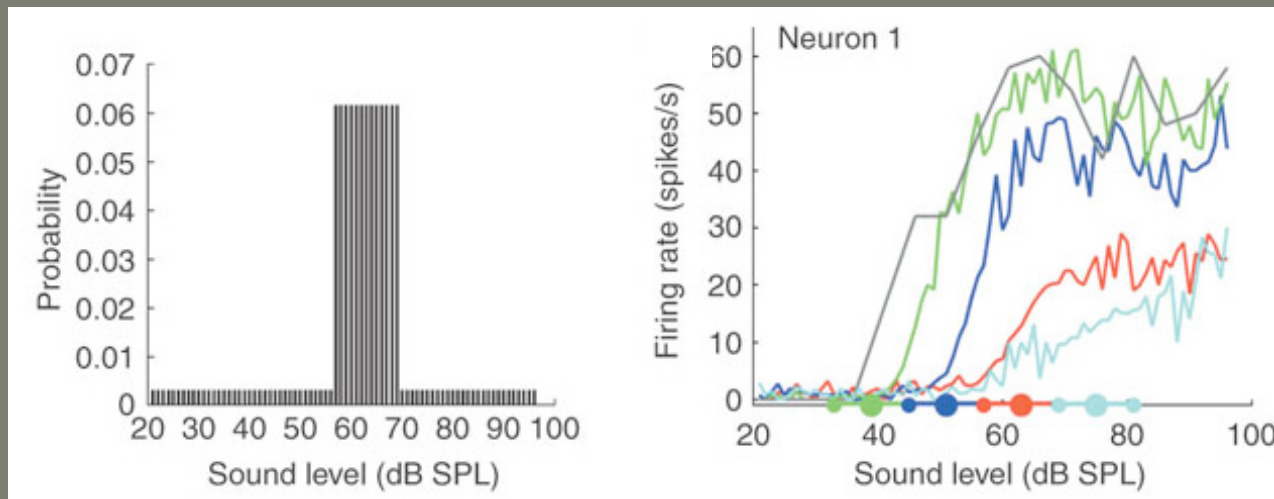 0.07
0.06
0.05
0.04
0.03
0.02
0.01
0
20 30 40 50 60 70 80 90 100
Probability
Sound level (dB SPL)
Neuron 1
60
50
40
30
20
10
0
20 40 60 80 100
Firing rate (spikes/s)
Sound level (dB SPL)